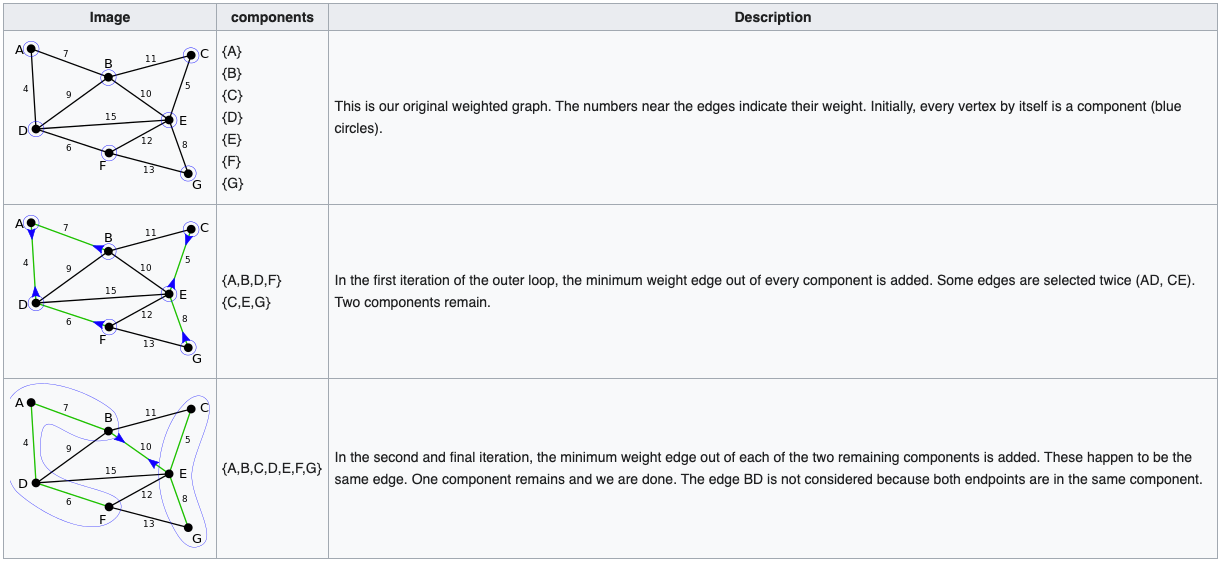 Image components Description
A 7 B 11 C
4 9 10 5
15
D E
6 12 8
F 13
G
{A}
{B}
{C}
{D}
{E}
{F}
{G}
This is our original weighted graph. The numbers near the edges indicate their weight. Initially, every vertex by itself is a component (blue
circles).
A 7 B 11 C
4 9 10 5
15
D E
6 12 8
F 13
G
{A,B,D,F}
{C,E,G}
In the first iteration of the outer loop, the minimum weight edge out of every component is added. Some edges are selected twice (AD, CE).
Two components remain.
A 7 B 11 C
4 9 10 5
15
D E
6 12 8
F 13
G
{A,B,C,D,E,F,G}
In the second and final iteration, the minimum weight edge out of each of the two remaining components is added. These happen to be the
same edge. One component remains and we are done. The edge BD is not considered because both endpoints are in the same component.